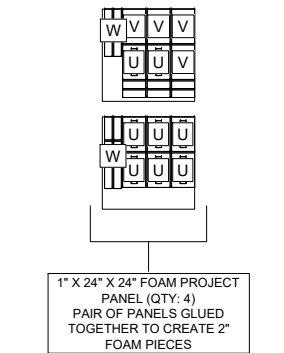 W V V V
U U V
U U U
W
U U U
1" X 24" X 24" FOAM PROJECT
PANEL (QTY: 4)
PAIR OF PANELS GLUED
TOGETHER TO CREATE 2"
FOAM PIECES